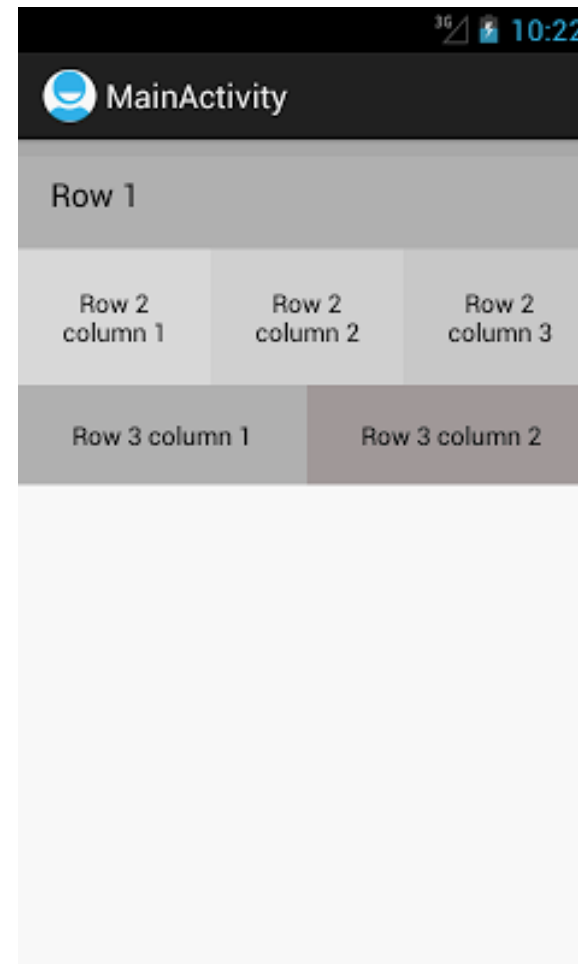 3G 10:22
MainActivity
Row 1
Row 2 Row 2 Row 2
column 1 column 2 column 3
Row 3 column 1 Row 3 column 2